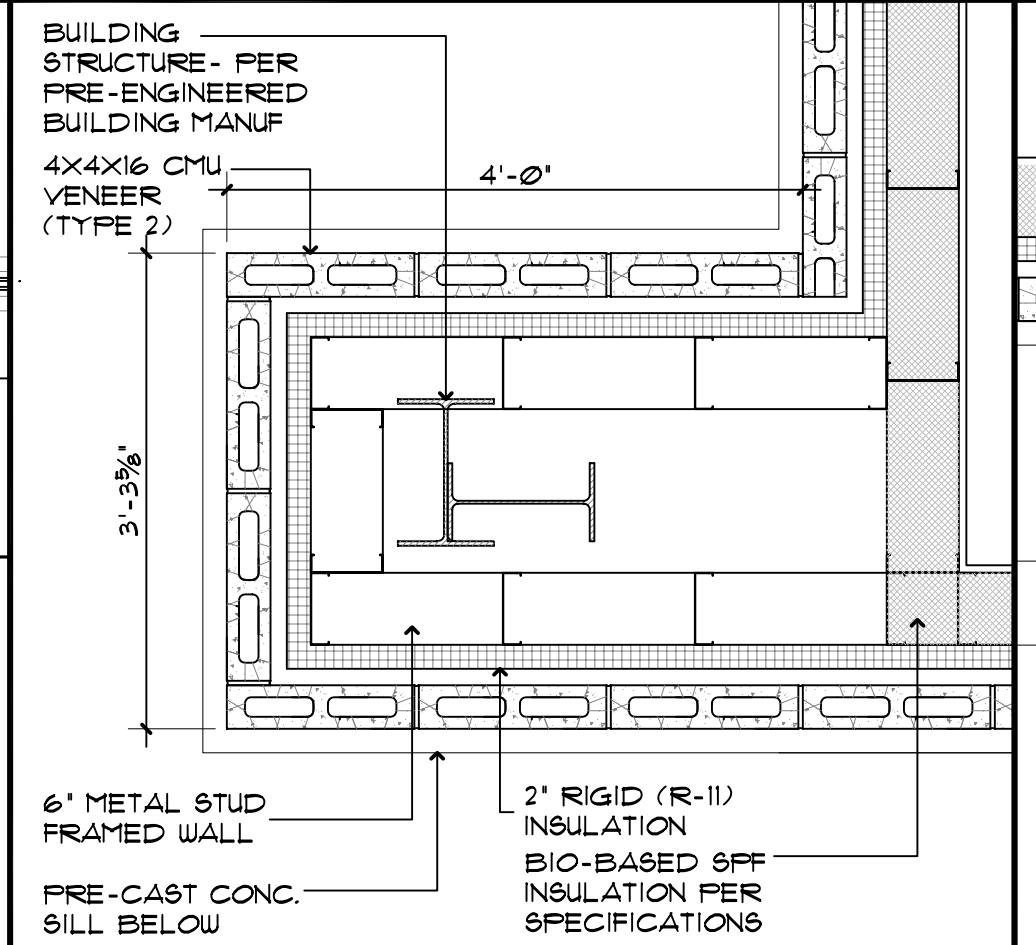 BUILDING
STRUCTURE- PER
PRE-ENGINEERED
BUILDING MANUF
4X4X16 CMU
VENEER
(TYPE 2)
4'-0"
3'-3⅝"
6" METAL STUD
FRAMED WALL
PRE-CAST CONC.
SILL BELOW
2" RIGID (R-11)
INSULATION
BIO-BASED SPF
INSULATION PER
SPECIFICATIONS